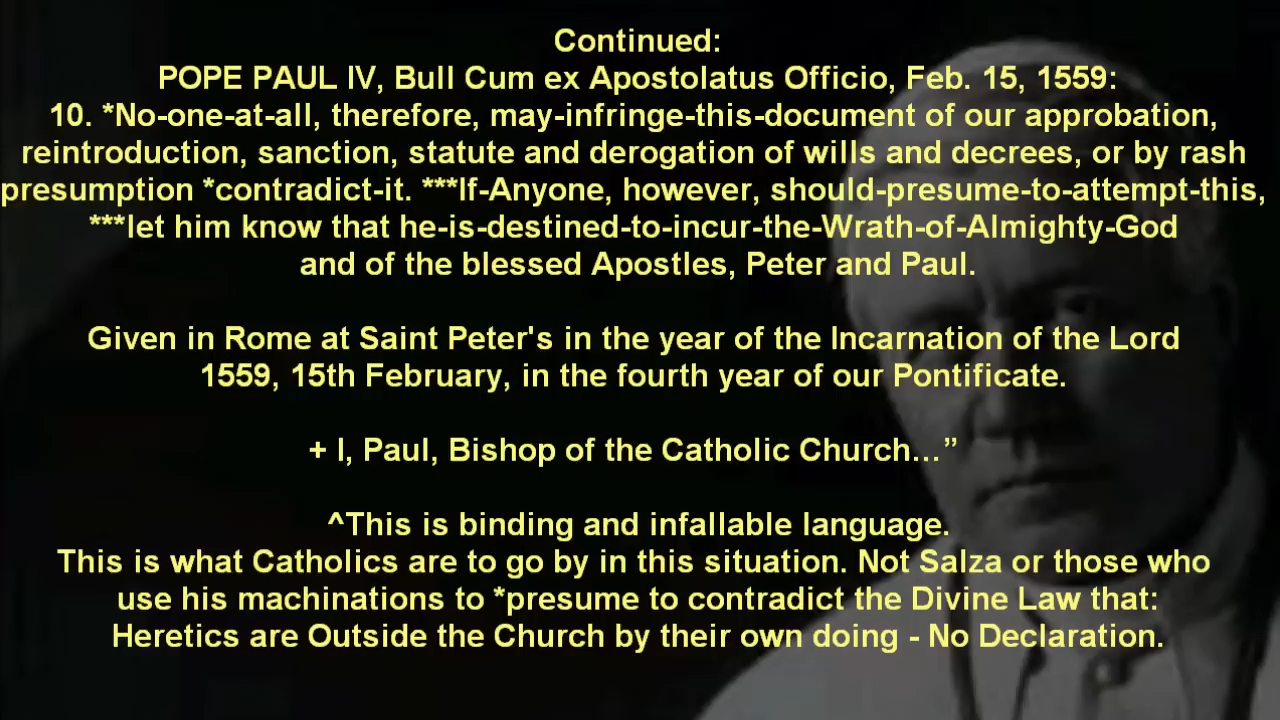 Continued:
POPE PAUL IV, Bull Cum ex Apostolatus Officio, Feb. 15, 1559:
10. *No-one-at-all, therefore, may-infringe-this-document of our approbation,
reintroduction, sanction, statute and derogation of wills and decrees, or by rash
presumption *contradict-it. ***If-Anyone, however, should-presume-to-attempt-this,
***let him know that he-is-destined-to-incur-the-Wrath-of-Almighty-God
and of the blessed Apostles, Peter and Paul.
Given in Rome at Saint Peter's in the year of the Incarnation of the Lord
1559, 15th February, in the fourth year of our Pontificate.
+ I, Paul, Bishop of the Catholic Church…”
^This is binding and infallable language.
This is what Catholics are to go by in this situation. Not Salza or those who
use his machinations to *presume to contradict the Divine Law that:
Heretics are Outside the Church by their own doing - No Declaration.